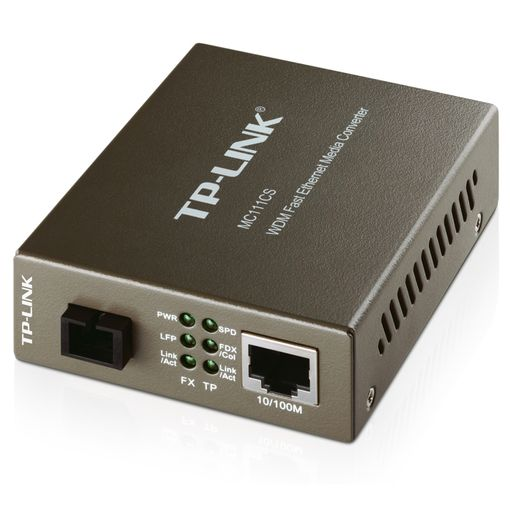 TP-LINK®
MC111CS
WDM Fast Ethernet Media Converter
TP-LINK
PWR
SPD
LFP
FDX
/Col
Link
/Act
Link
/Act
FX TP
10/100M